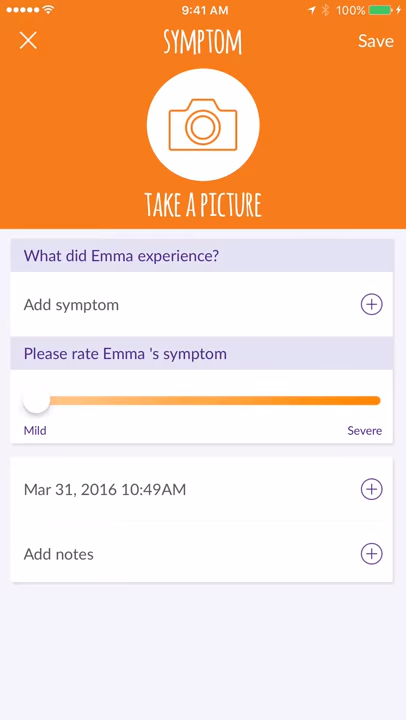 9:41 AM
100%
SYMPTOM
Save
TAKE A PICTURE
What did Emma experience?
Add symptom
Please rate Emma 's symptom
Mild
Severe
Mar 31, 2016 10:49AM
Add notes